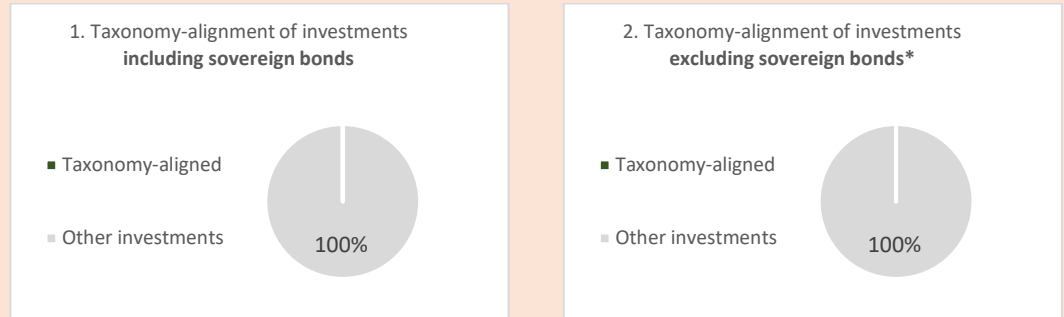 1. Taxonomy-alignment of investments
including sovereign bonds
Taxonomy-aligned
Other investments
100%
2. Taxonomy-alignment of investments
excluding sovereign bonds*
Taxonomy-aligned
Other investments
100%